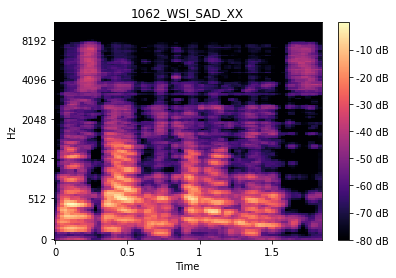 1062_WSI_SAD_XX
8192
4096
2048
1024
512
0
Hz
0
0.5
1
1.5
Time
-10 dB
-20 dB
-30 dB
-40 dB
-50 dB
-60 dB
-70 dB
-80 dB